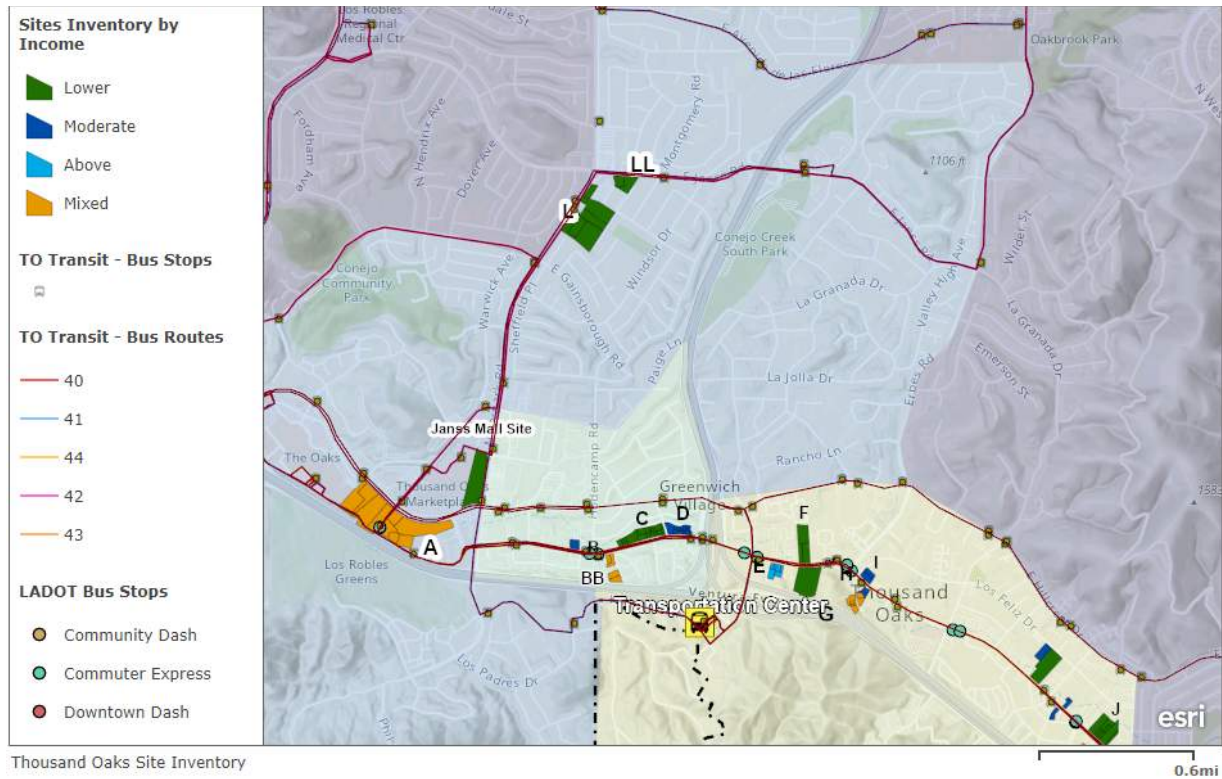 Sites Inventory by
Income
Lower
Moderate
Above
Mixed
TO Transit - Bus Stops
TO Transit - Bus Routes
40
41
44
42
43
LADOT Bus Stops
Community Dash
Commuter Express
Downtown Dash
Los Robles
Regional
Medical Ctr
Oakbrook Park
Fordham Ave
N Hendrix Ave
Dover Ave
Montgomery Rd
1106 ft
LL
L
Conejo Creek
South Park
Windsor Dr
Wilder St
Conejo
Community
Park
Warwick Ave
Sheffield Pl
E Gainsborough Rd
La Granada Dr
Valley High Ave
La Granada Dr
Paige Ln
La Jolla Dr
Erbes Rd
Emerson St
Janss Mall Site
The Oaks
Rancho Ln
Thousand Oaks
Marketplace
Greenwich
Village
C
D
F
A
B
E
H
I
BB
Los Robles
Greens
Transportation Center
G
Thousand
Oaks
Los Feliz Dr
Los Padres Dr
J
esri
Thousand Oaks Site Inventory
0.6mi